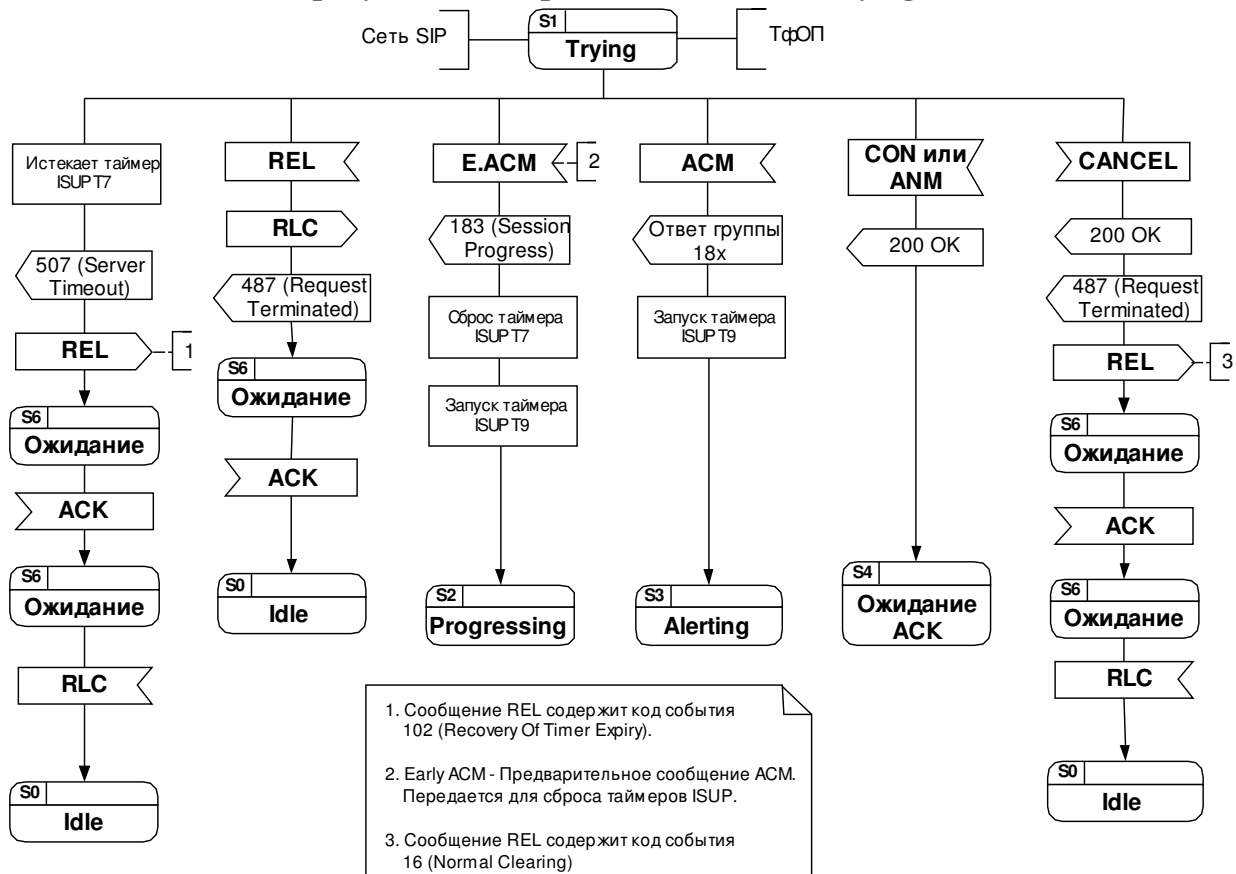 Сеть SIP
S1
Trying
ТфОП
Истекает таймер
ISUP T7
507 (Server
Timeout)
REL
1
S6
Ожидание
ACK
S6
Ожидание
RLC
S0
Idle
REL
RLC
487 (Request
Terminated)
S6
Ожидание
ACK
S0
Idle
E.ACM
2
183 (Session
Progress)
Сброс таймера
ISUP T7
Запуск таймера
ISUP T9
S2
Progressing
ACM
Ответ группы
18x
Запуск таймера
ISUP T9
S3
Alerting
CON или
ANM
200 OK
S4
Ожидание
ACK
CANCEL
200 OK
487 (Request
Terminated)
REL
3
S6
Ожидание
ACK
S6
Ожидание
RLC
S0
Idle
1. Сообщение REL содержит код события
102 (Recovery Of Timer Expiry).
2. Early ACM - Предварительное сообщение ACM.
Передается для сброса таймеров ISUP.
3. Сообщение REL содержит код события
16 (Normal Clearing)